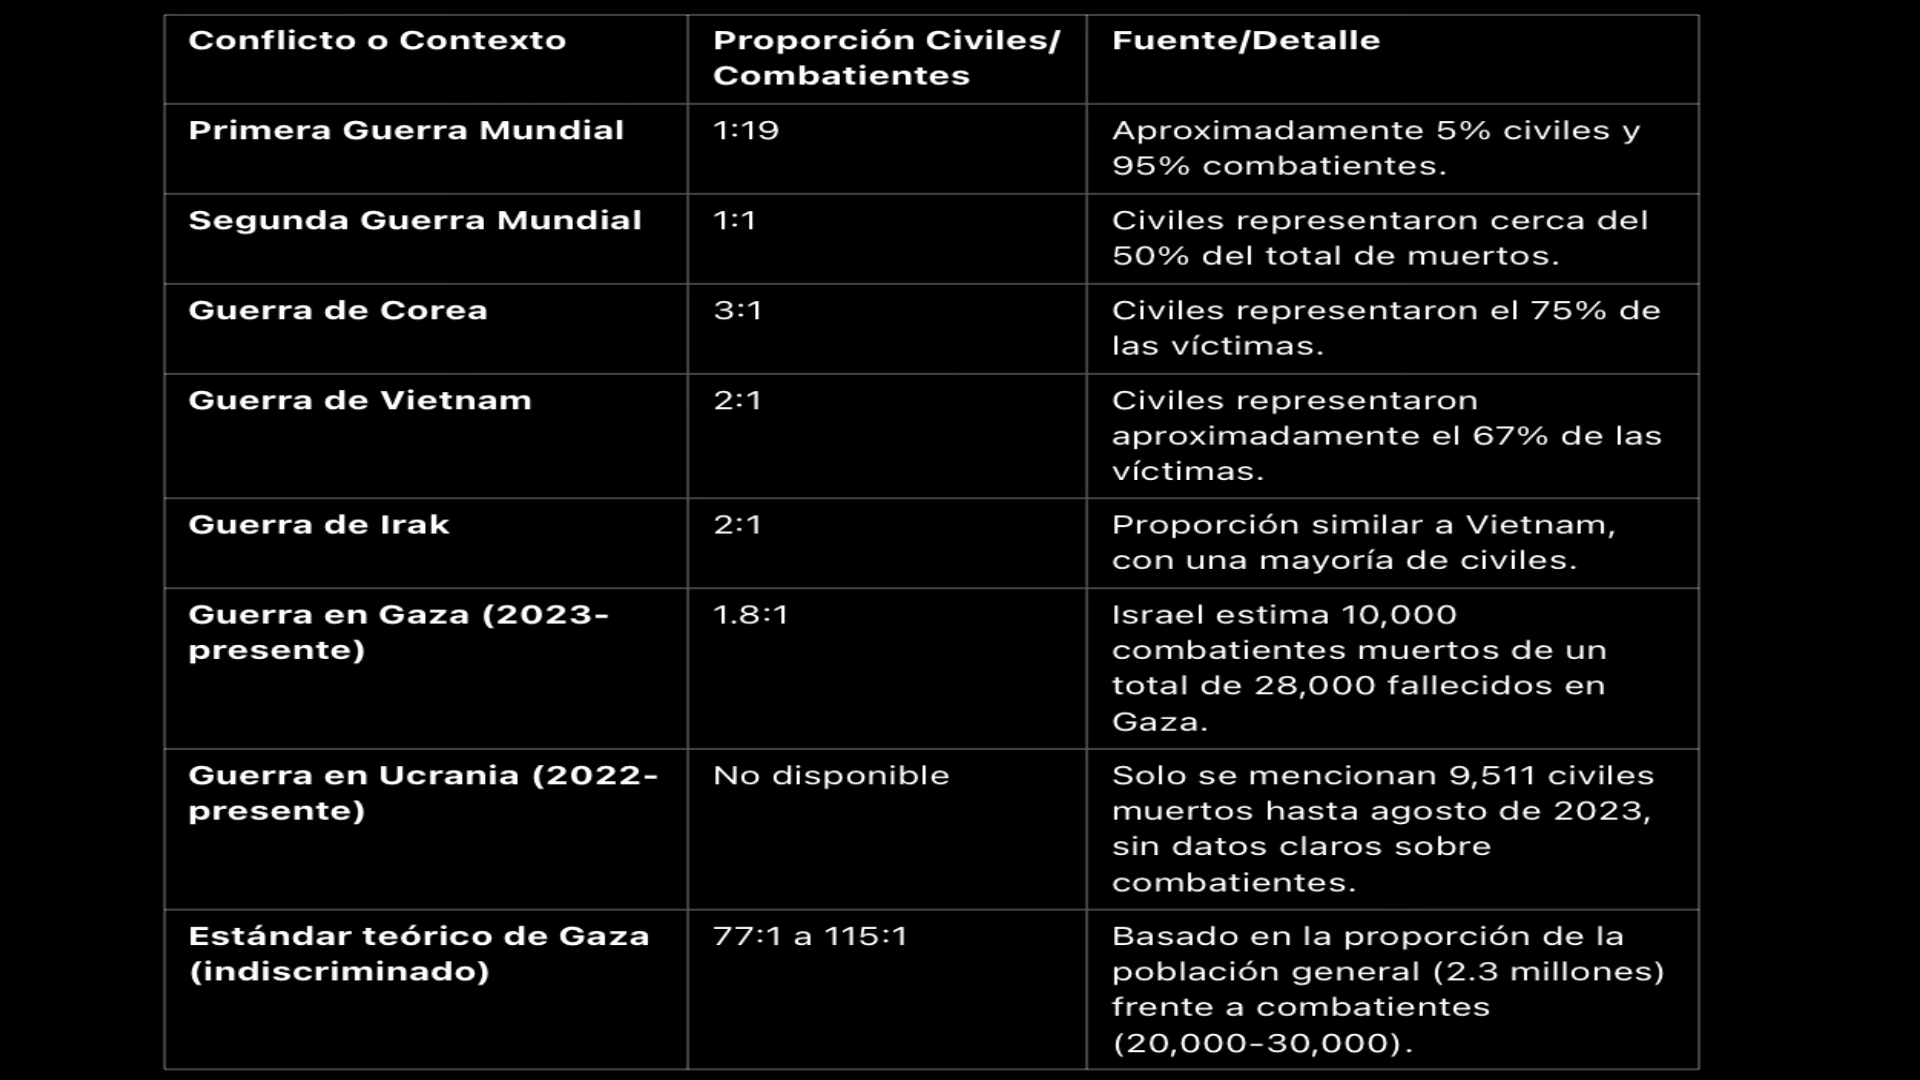 Conflicto o Contexto
Proporción Civiles/
Combatientes
Fuente/Detalle
Primera Guerra Mundial
1:19
Aproximadamente 5% civiles y
95% combatientes.
Segunda Guerra Mundial
1:1
Civiles representaron cerca del
50% del total de muertos.
Guerra de Corea
3:1
Civiles representaron el 75% de
las víctimas.
Guerra de Vietnam
2:1
Civiles representaron
aproximadamente el 67% de las
víctimas.
Guerra de Irak
2:1
Proporción similar a Vietnam,
con una mayoría de civiles.
Guerra en Gaza (2023-
presente)
1.8:1
Israel estima 10,000
combatientes muertos de un
total de 28,000 fallecidos en
Gaza.
Guerra en Ucrania (2022-
presente)
No disponible
Solo se mencionan 9,511 civiles
muertos hasta agosto de 2023,
sin datos claros sobre
combatientes.
Estándar teórico de Gaza
(indiscriminado)
77:1 a 115:1
Basado en la proporción de la
población general (2.3 millones)
frente a combatientes
(20,000-30,000).